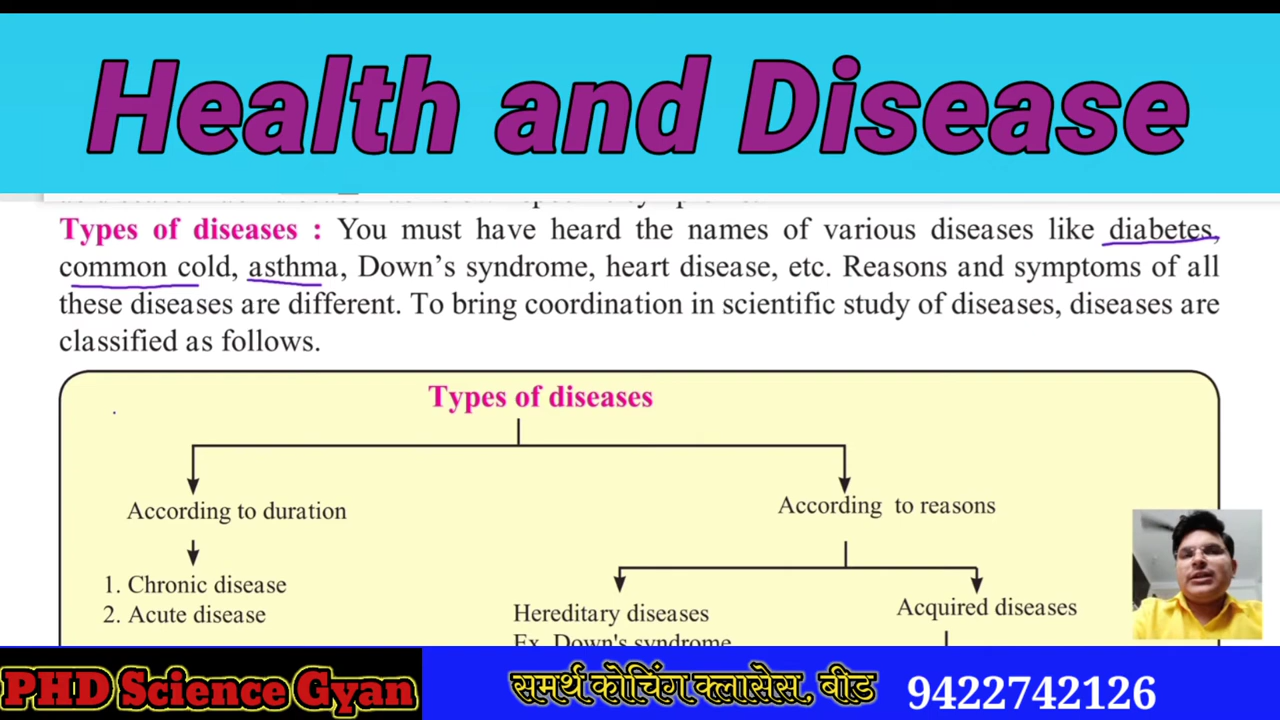 Health and Disease
Types of diseases : You must have heard the names of various diseases like diabetes,
common cold, asthma, Down's syndrome, heart disease, etc. Reasons and symptoms of all
these diseases are different. To bring coordination in scientific study of diseases, diseases are
classified as follows.
Types of diseases
According to duration
According to reasons
1. Chronic disease
2. Acute disease
Hereditary diseases
Acquired diseases
Ex. Down's syndrome
PHD Science Gyan
समर्थ कोचिंग क्लासेस, बीड
9422742126